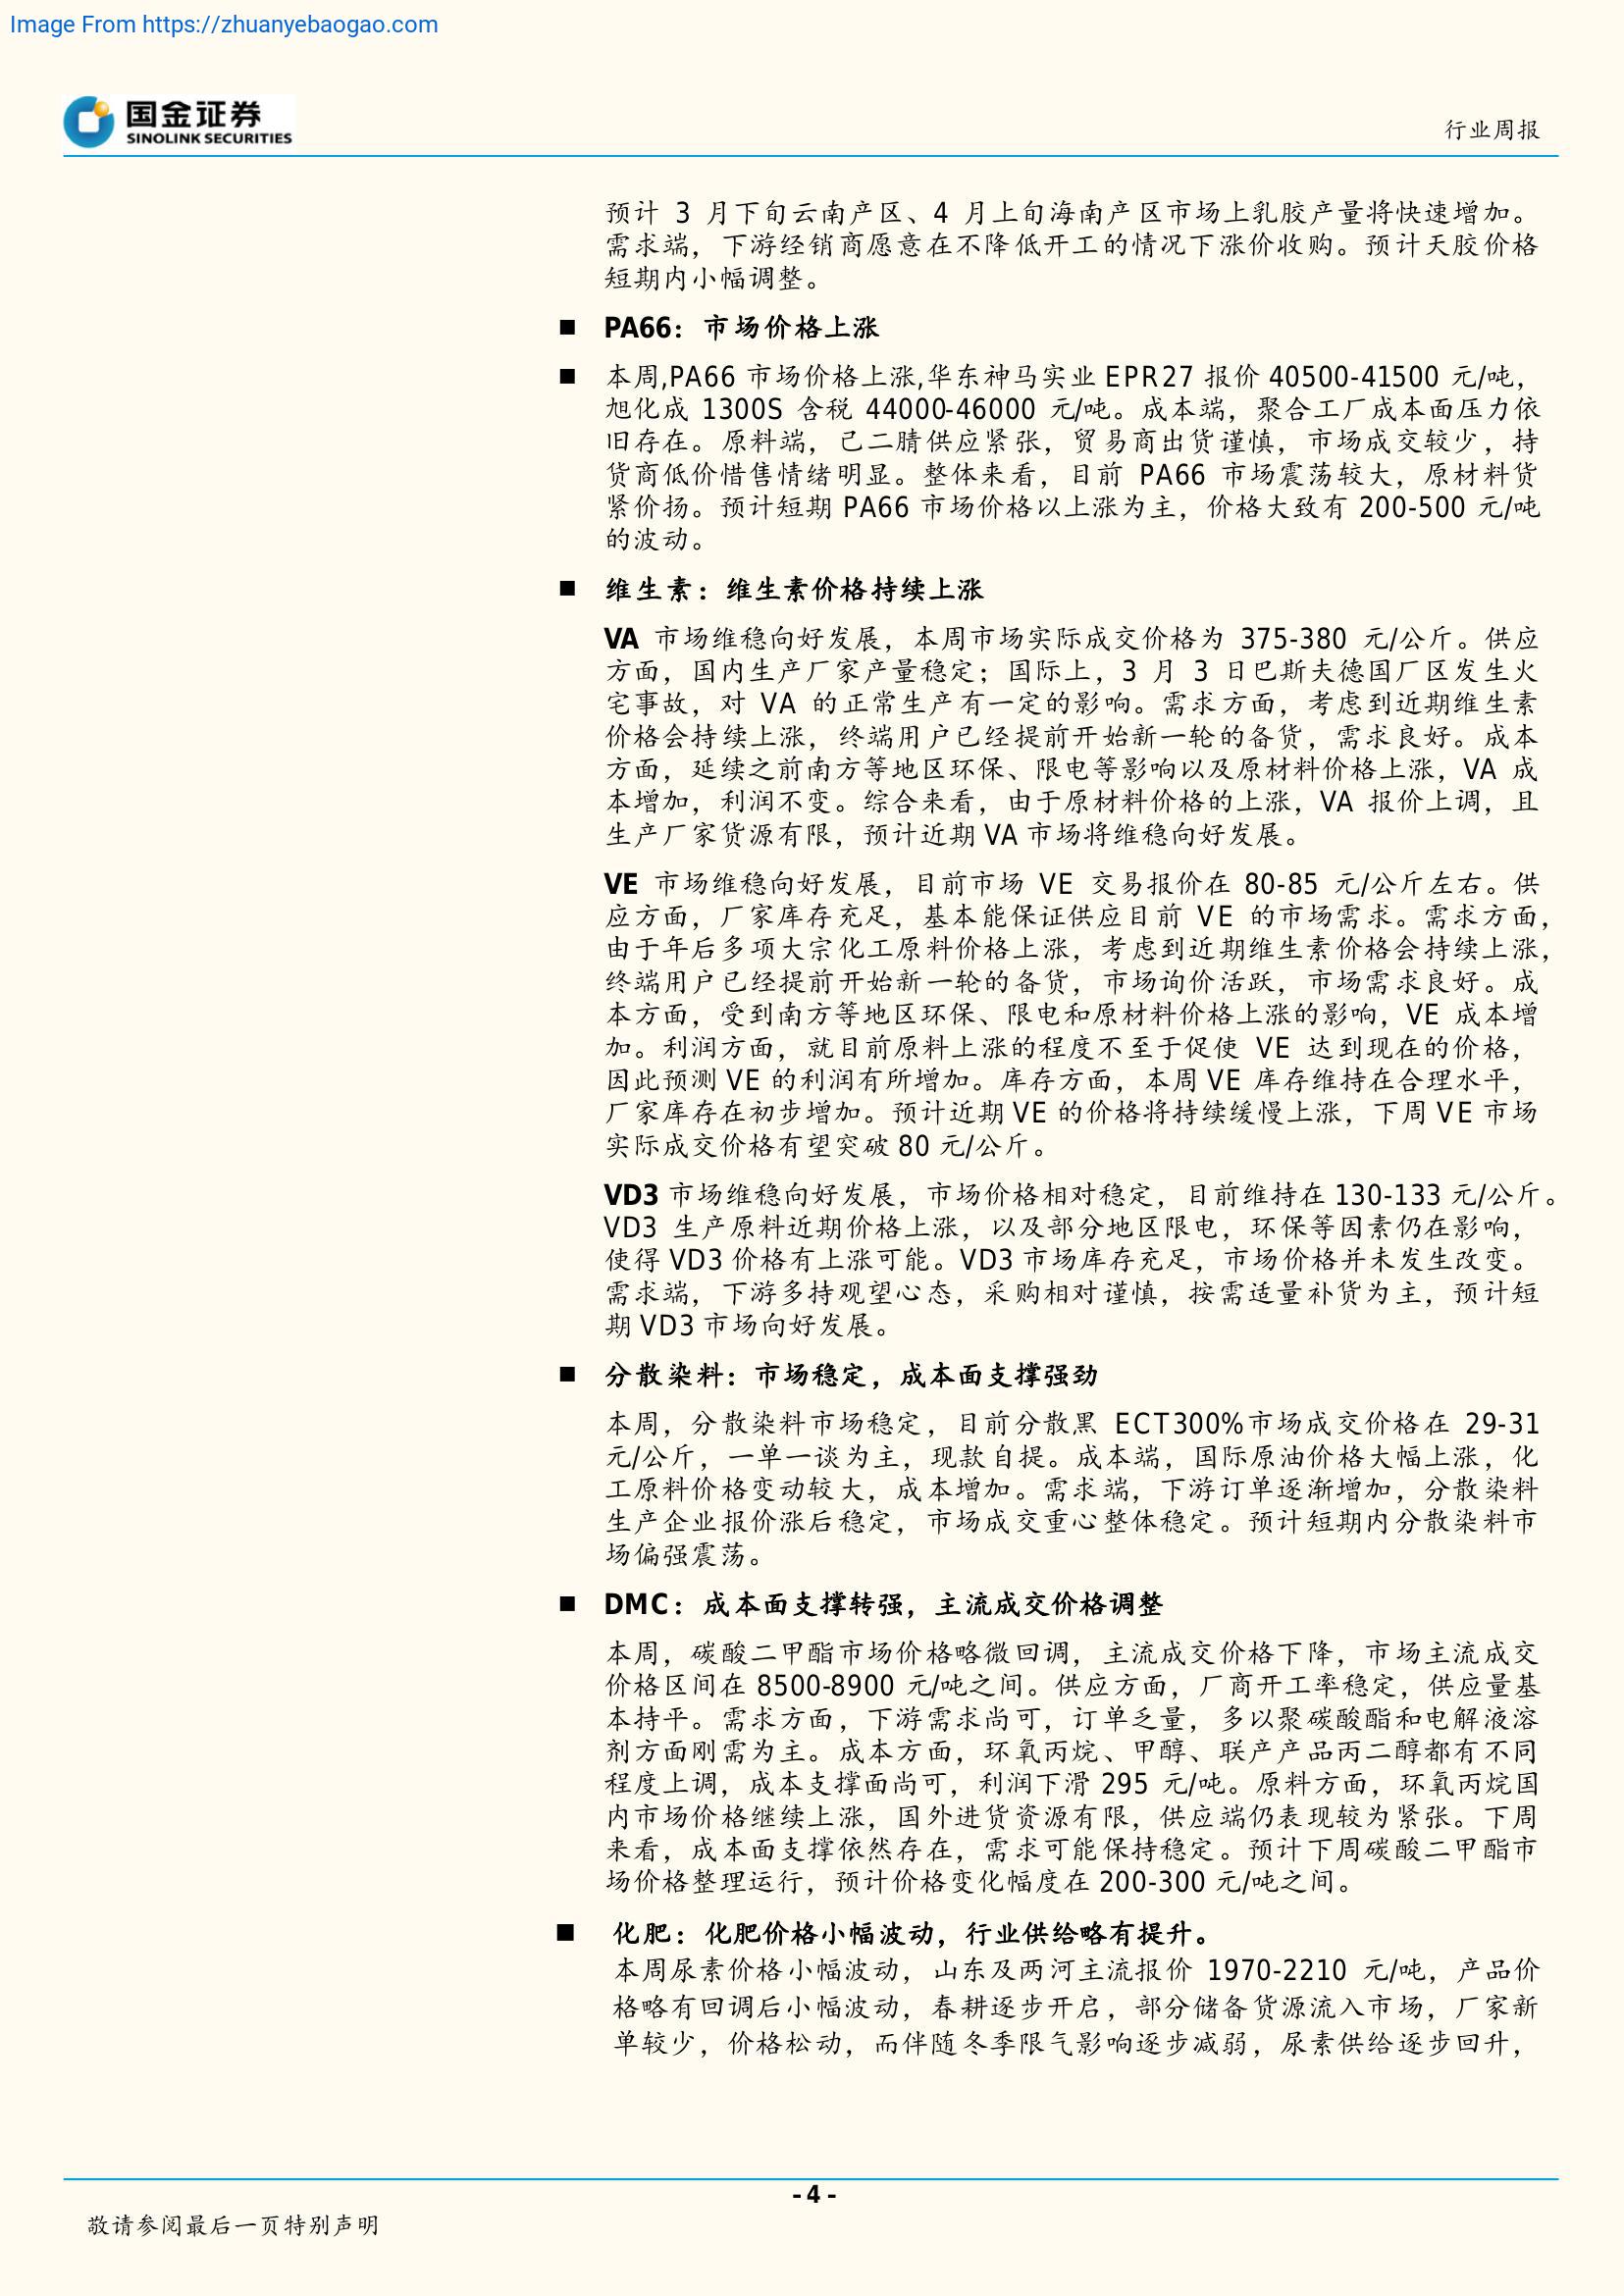 Image From https://zhuanyebaogao.com
国金证券
SINOLINK SECURITIES
行业周报
预计 3 月下旬云南产区、4 月上旬海南产区市场上乳胶产量将快速增加。
需求端，下游经销商愿意在不降低开工的情况下涨价收购。预计天胶价格
短期内小幅调整。
■ PA66：市场价格上涨
■ 本周,PA66 市场价格上涨,华东神马实业 EPR27 报价 40500-41500 元/吨，
旭化成 1300S 含税 44000-46000 元/吨。成本端，聚合工厂成本面压力依
旧存在。原料端，己二腈供应紧张，贸易商出货谨慎，市场成交较少，持
货商低价惜售情绪明显。整体来看，目前 PA66 市场震荡较大，原材料货
紧价扬。预计短期 PA66 市场价格以上涨为主，价格大致有 200-500 元/吨
的波动。
■ 维生素：维生素价格持续上涨
VA 市场维稳向好发展，本周市场实际成交价格为 375-380 元/公斤。供应
方面，国内生产厂家产量稳定；国际上，3 月 3 日巴斯夫德国厂区发生火
宅事故，对 VA 的正常生产有一定的影响。需求方面，考虑到近期维生素
价格会持续上涨，终端用户已经提前开始新一轮的备货，需求良好。成本
方面，延续之前南方等地区环保、限电等影响以及原材料价格上涨，VA 成
本增加，利润不变。综合来看，由于原材料价格的上涨，VA 报价上调，且
生产厂家货源有限，预计近期 VA 市场将维稳向好发展。
VE 市场维稳向好发展，目前市场 VE 交易报价在 80-85 元/公斤左右。供
应方面，厂家库存充足，基本能保证供应目前 VE 的市场需求。需求方面，
由于年后多项大宗化工原料价格上涨，考虑到近期维生素价格会持续上涨，
终端用户已经提前开始新一轮的备货，市场询价活跃，市场需求良好。成
本方面，受到南方等地区环保、限电和原材料价格上涨的影响，VE 成本增
加。利润方面，就目前原料上涨的程度不至于促使 VE 达到现在的价格，
因此预测 VE 的利润有所增加。库存方面，本周 VE 库存维持在合理水平，
厂家库存在初步增加。预计近期 VE 的价格将持续缓慢上涨，下周 VE 市场
实际成交价格有望突破 80 元/公斤。
VD3 市场维稳向好发展，市场价格相对稳定，目前维持在 130-133 元/公斤。
VD3 生产原料近期价格上涨，以及部分地区限电，环保等因素仍在影响，
使得 VD3 价格有上涨可能。VD3 市场库存充足，市场价格并未发生改变。
需求端，下游多持观望心态，采购相对谨慎，按需适量补货为主，预计短
期 VD3 市场向好发展。
■ 分散染料：市场稳定，成本面支撑强劲
本周，分散染料市场稳定，目前分散黑 ECT300%市场成交价格在 29-31
元/公斤，一单一谈为主，现款自提。成本端，国际原油价格大幅上涨，化
工原料价格变动较大，成本增加。需求端，下游订单逐渐增加，分散染料
生产企业报价涨后稳定，市场成交重心整体稳定。预计短期内分散染料市
场偏强震荡。
■ DMC：成本面支撑转强，主流成交价格调整
本周，碳酸二甲酯市场价格略微回调，主流成交价格下降，市场主流成交
价格区间在 8500-8900 元/吨之间。供应方面，厂商开工率稳定，供应量基
本持平。需求方面，下游需求尚可，订单乏量，多以聚碳酸酯和电解液溶
剂方面刚需为主。成本方面，环氧丙烷、甲醇、联产产品丙二醇都有不同
程度上调，成本支撑面尚可，利润下滑 295 元/吨。原料方面，环氧丙烷国
内市场价格继续上涨，国外进货资源有限，供应端仍表现较为紧张。下周
来看，成本面支撑依然存在，需求可能保持稳定。预计下周碳酸二甲酯市
场价格整理运行，预计价格变化幅度在 200-300 元/吨之间。
■ 化肥：化肥价格小幅波动，行业供给略有提升。
本周尿素价格小幅波动，山东及两河主流报价 1970-2210 元/吨，产品价
格略有回调后小幅波动，春耕逐步开启，部分储备货源流入市场，厂家新
单较少，价格松动，而伴随冬季限气影响逐步减弱，尿素供给逐步回升，
- 4 -
敬请参阅最后一页特别声明